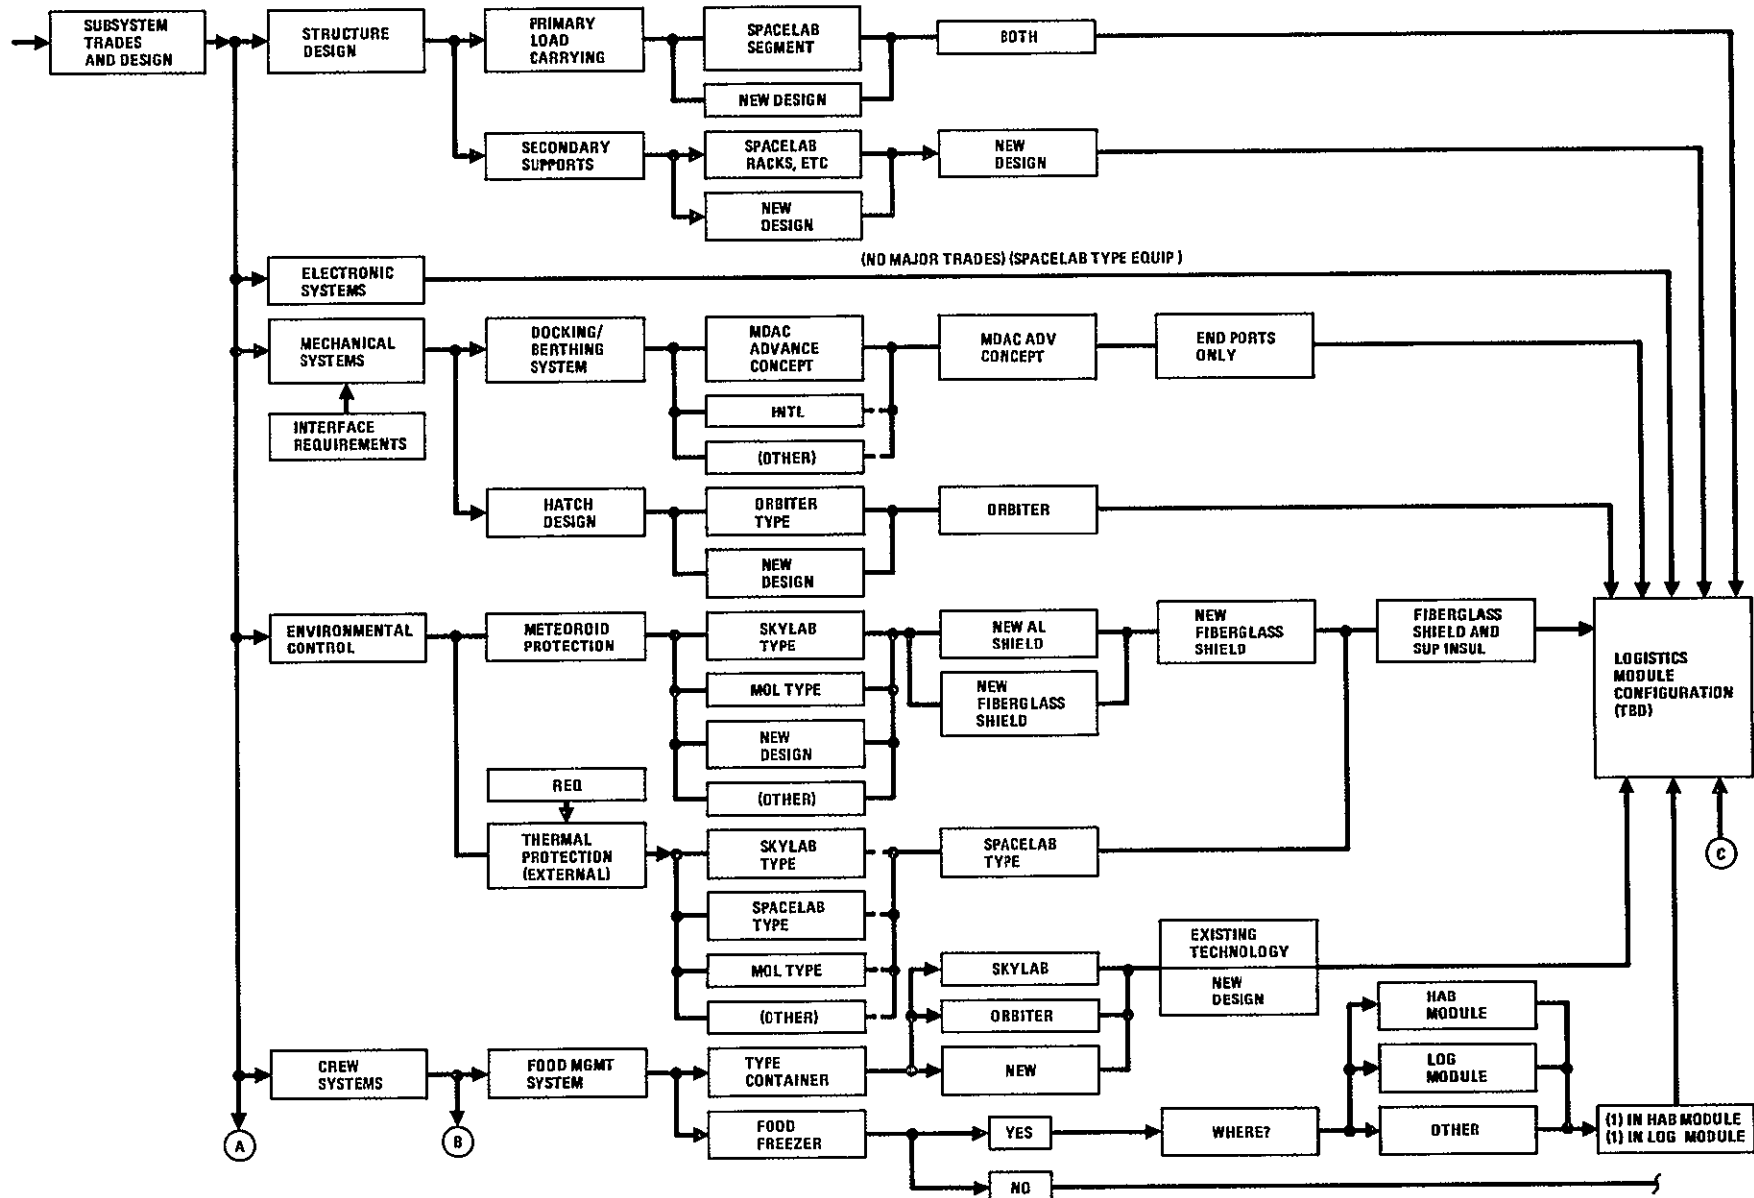 SUBSYSTEM
TRADES
AND DESIGN
STRUCTURE
DESIGN
PRIMARY
LOAD
CARRYING
SPACELAB
SEGMENT
BOTH
NEW DESIGN
SECONDARY
SUPPORTS
SPACELAB
RACKS, ETC
NEW
DESIGN
NEW
DESIGN
ELECTRONIC
SYSTEMS
(NO MAJOR TRADES) (SPACELAB TYPE EQUIP)
MECHANICAL
SYSTEMS
INTERFACE
REQUIREMENTS
DOCKING/
BERTHING
SYSTEM
MDAC
ADVANCE
CONCEPT
MDAC ADV
CONCEPT
END PORTS
ONLY
INTL
(OTHER)
HATCH
DESIGN
ORBITER
TYPE
ORBITER
NEW
DESIGN
ENVIRONMENTAL
CONTROL
METEOROID
PROTECTION
SKYLAB
TYPE
NEW AL
SHIELD
NEW
FIBERGLASS
SHIELD
FIBERGLASS
SHIELD AND
SUP INSUL
LOGISTICS
MODULE
CONFIGURATION
(TBD)
MOL TYPE
NEW
FIBERGLASS
SHIELD
NEW
DESIGN
(OTHER)
REQ
THERMAL
PROTECTION
(EXTERNAL)
SKYLAB
TYPE
SPACELAB
TYPE
C
SPACELAB
TYPE
MOL TYPE
(OTHER)
SKYLAB
EXISTING
TECHNOLOGY
NEW
DESIGN
ORBITER
NEW
CREW
SYSTEMS
FOOD MGMT
SYSTEM
TYPE
CONTAINER
HAB
MODULE
LOG
MODULE
A
B
FOOD
FREEZER
YES
WHERE?
OTHER
(1) IN HAB MODULE
(1) IN LOG MODULE
NO